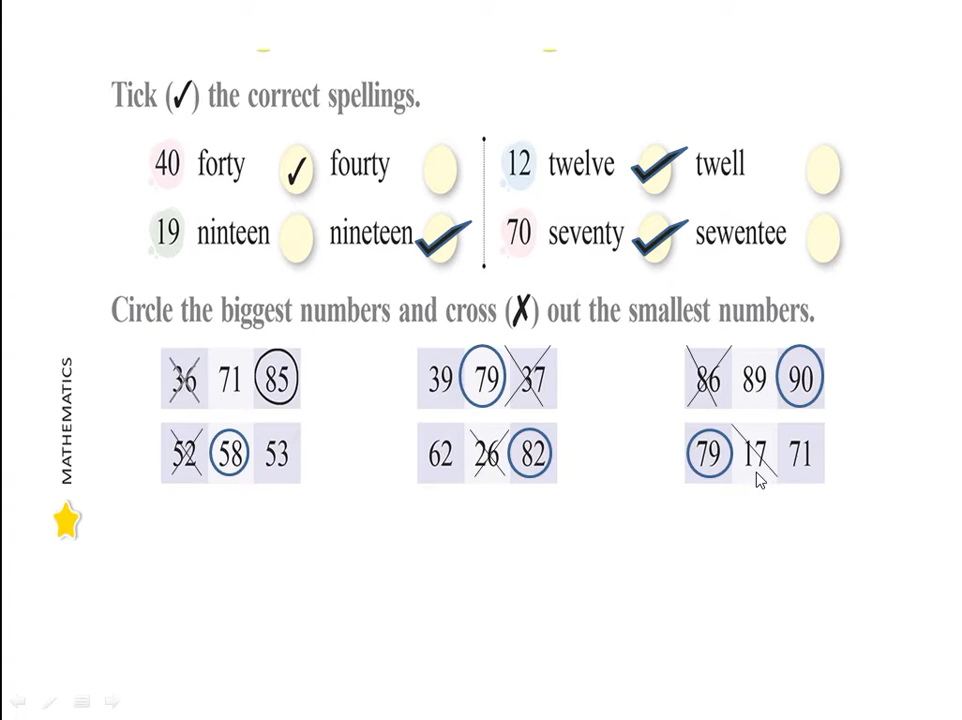 Tick (✓) the correct spellings.
40 forty ✓ fourty 12 twelve ✓ twell
19 ninteen nineteen ✓ 70 seventy ✓ sewentee
Circle the biggest numbers and cross (✗) out the smallest numbers.
36 71 85 39 79 37 86 89 90
52 58 53 62 26 82 79 17 71
MATHEMATICS